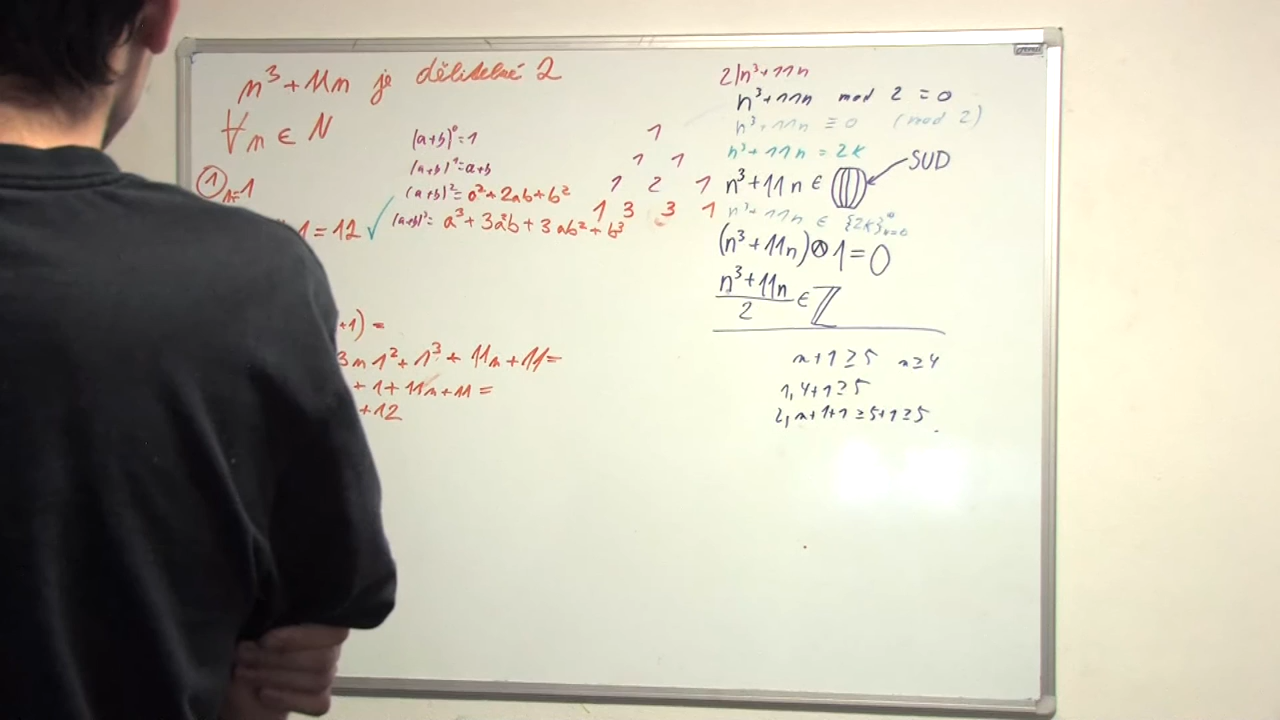 n³ + 11n je dělitelné 2
∀n ∈ N
① n=1
1 = 12 ✓
+1) =
3n1² + 1³ + 11n + 11 =
+ 1 + 11n + 11 =
+ 12
(a+b)⁰ = 1
(a+b)¹ = a+b
(a+b)² = a² + 2ab + b²
(a+b)³ = a³ + 3a²b + 3ab² + b³
1
1 1
1 2 1
1 3 3 1
2|n³+11n
n³+11n mod 2 = 0
n³+11n ≡ 0 (mod 2)
n³+11n = 2k
n³+11n ∈
SUD
n³+11n ∈ {2k}
(n³+11n) ⊗ 1 = 0
n³+11n / 2 ∈ ℤ
n+1 ≥ 5 n ≥ 4
1, 4+1 ≥ 5
2, n+1+1 ≥ 5+1 ≥ 5